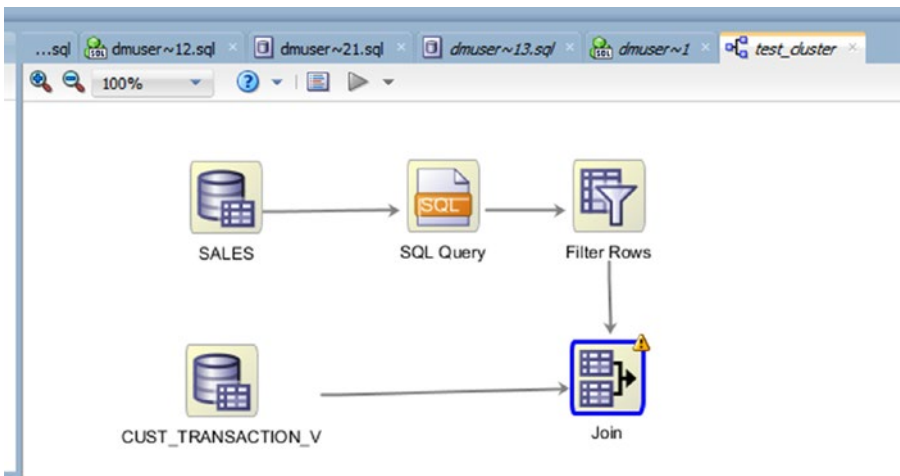 ...sql dmuser~12.sql × dmuser~21.sql × dmuser~13.sql × dmuser~1 × test_cluster ×
100%
SQL
SALES SQL Query Filter Rows
CUST_TRANSACTION_V Join